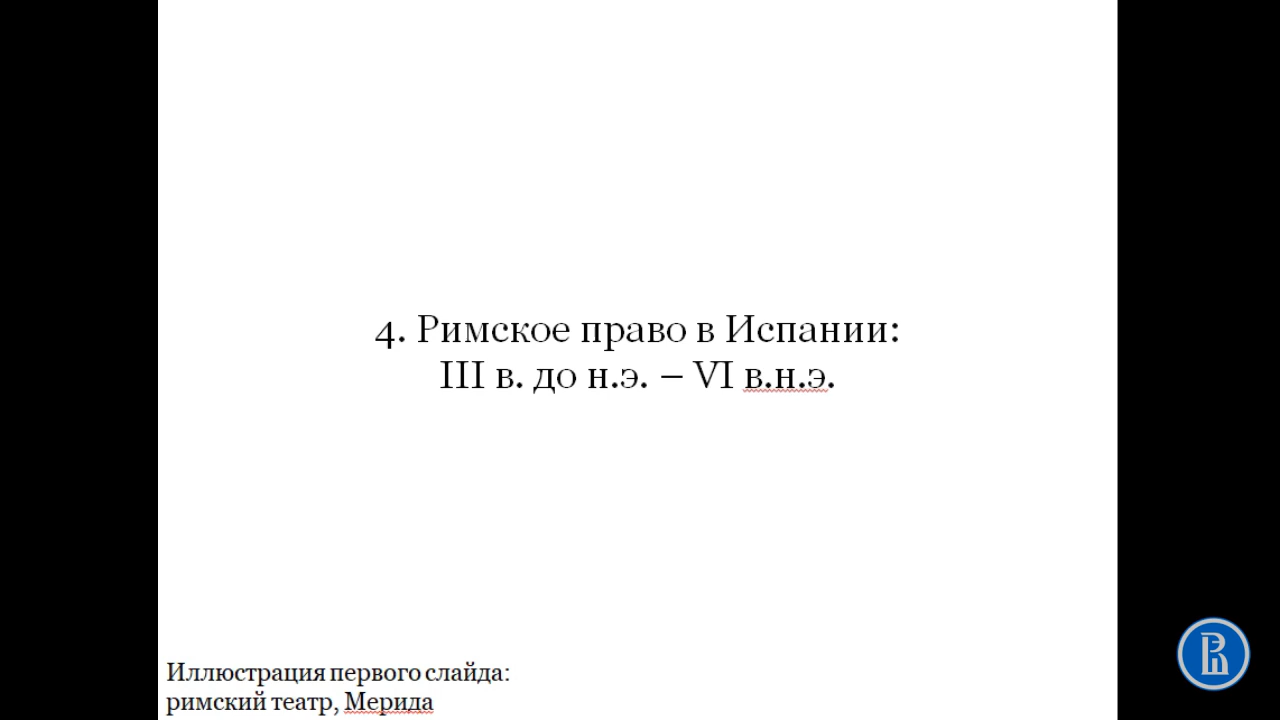 4. Римское право в Испании:
III в. до н.э. – VI в.н.э.
Иллюстрация первого слайда:
римский театр, Мерида